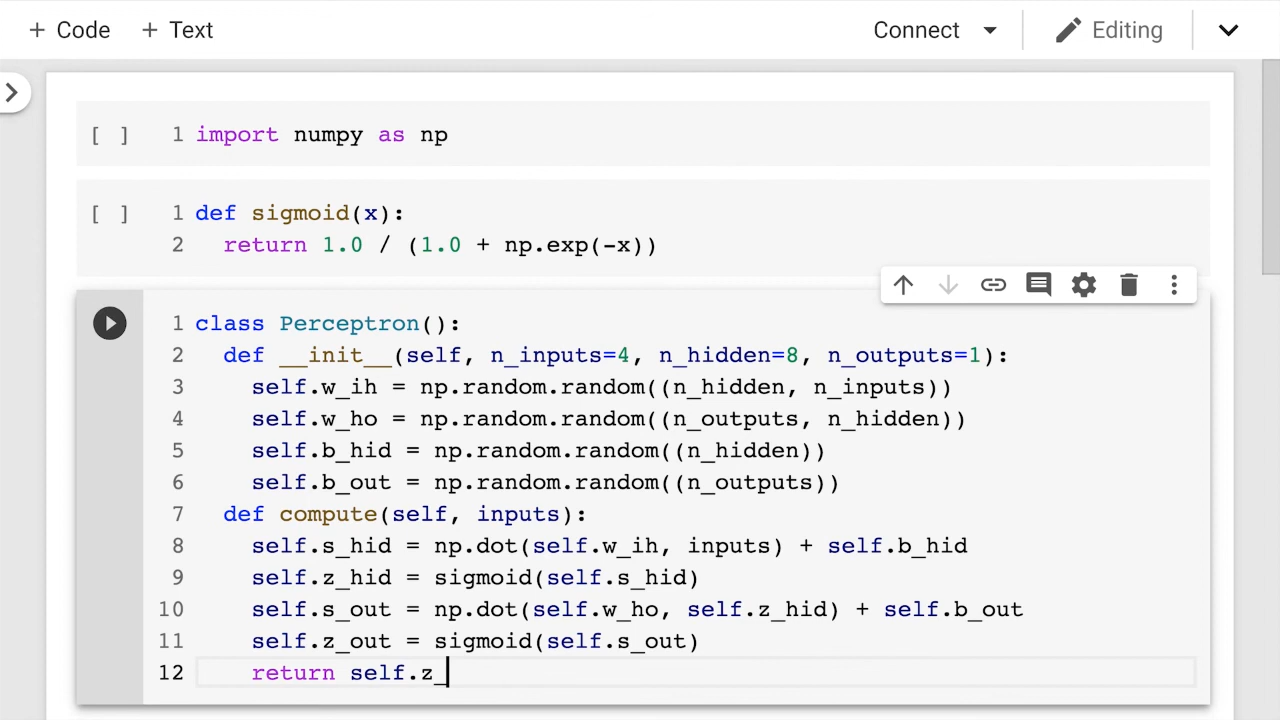 + Code + Text Connect Editing
[ ] 1 import numpy as np
[ ] 1 def sigmoid(x):
2   return 1.0 / (1.0 + np.exp(-x))
1 class Perceptron():
2   def __init__(self, n_inputs=4, n_hidden=8, n_outputs=1):
3     self.w_ih = np.random.random((n_hidden, n_inputs))
4     self.w_ho = np.random.random((n_outputs, n_hidden))
5     self.b_hid = np.random.random((n_hidden))
6     self.b_out = np.random.random((n_outputs))
7   def compute(self, inputs):
8     self.s_hid = np.dot(self.w_ih, inputs) + self.b_hid
9     self.z_hid = sigmoid(self.s_hid)
10     self.s_out = np.dot(self.w_ho, self.z_hid) + self.b_out
11     self.z_out = sigmoid(self.s_out)
12     return self.z_